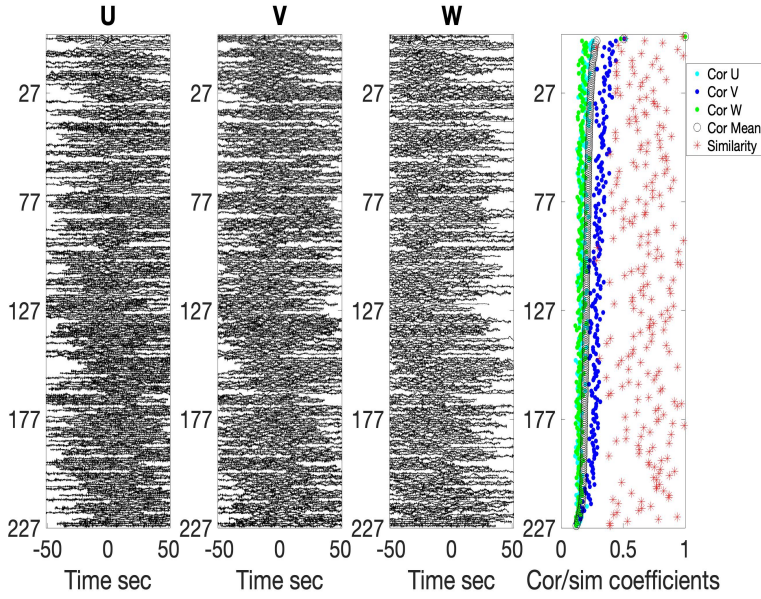 U V W
27 27 27 27
77 77 77 77
127 127 127 127
177 177 177 177
227 227 227 227
-50 0 50 -50 0 50 -50 0 50 0 0.5 1
Time sec Time sec Time sec Cor/sim coefficients
Cor U
Cor V
Cor W
Cor Mean
Similarity